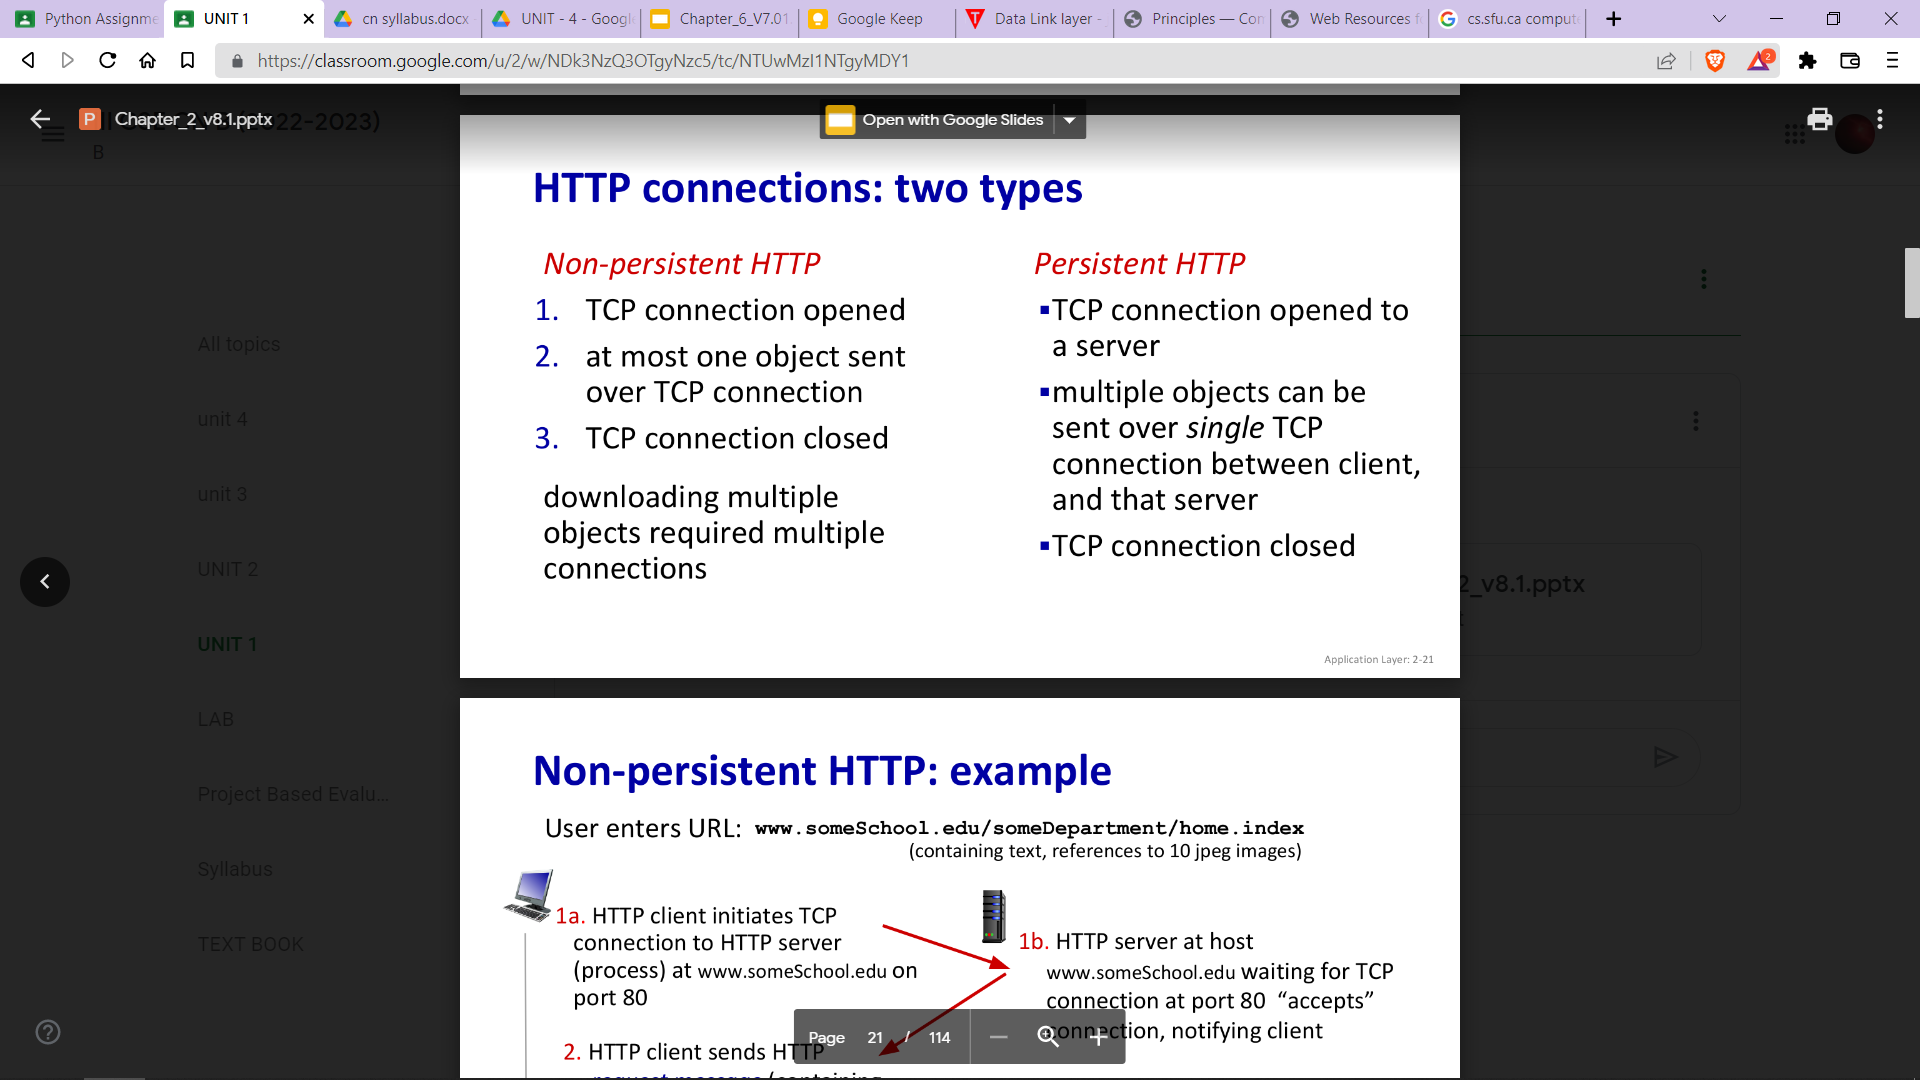 Python Assignme
UNIT 1
cn syllabus.docx
UNIT - 4 - Googl
Chapter_6_V7.01.
Google Keep
Data Link layer -
Principles — Con
Web Resources f
cs.sfu.ca comput
https://classroom.google.com/u/2/w/NDk3NzQ3OTgyNzc5/tc/NTUwMzI1NTgyMDY1
2
P
Chapter_2_v8.1.pptx
2022-2023)
B
Open with Google Slides
HTTP connections: two types
Non-persistent HTTP
1. TCP connection opened
2. at most one object sent
over TCP connection
3. TCP connection closed
downloading multiple
objects required multiple
connections
Persistent HTTP
▪TCP connection opened to
a server
▪multiple objects can be
sent over single TCP
connection between client,
and that server
▪TCP connection closed
Application Layer: 2-21
All topics
unit 4
unit 3
UNIT 2
UNIT 1
LAB
Project Based Evalu...
Syllabus
TEXT BOOK
2_v8.1.pptx
Non-persistent HTTP: example
User enters URL: www.someSchool.edu/someDepartment/home.index
(containing text, references to 10 jpeg images)
1a. HTTP client initiates TCP
connection to HTTP server
(process) at www.someSchool.edu on
port 80
1b. HTTP server at host
www.someSchool.edu waiting for TCP
connection at port 80 “accepts”
connection, notifying client
2. HTTP client sends HTTP
request message (containing
Page 21 / 114